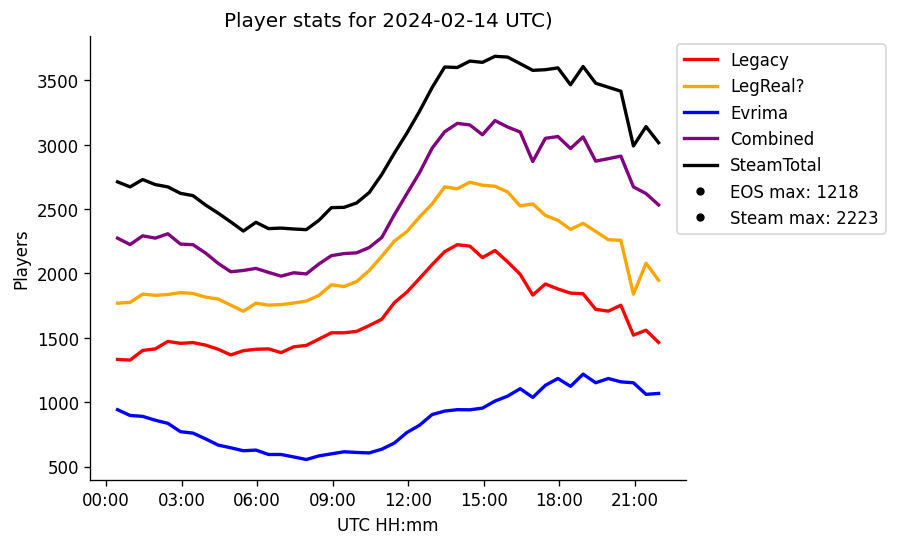 Player stats for 2024-02-14 UTC)
Players
3500
3000
2500
2000
1500
1000
500
00:00 03:00 06:00 09:00 12:00 15:00 18:00 21:00
UTC HH:mm
Legacy
LegReal?
Evrima
Combined
SteamTotal
EOS max: 1218
Steam max: 2223